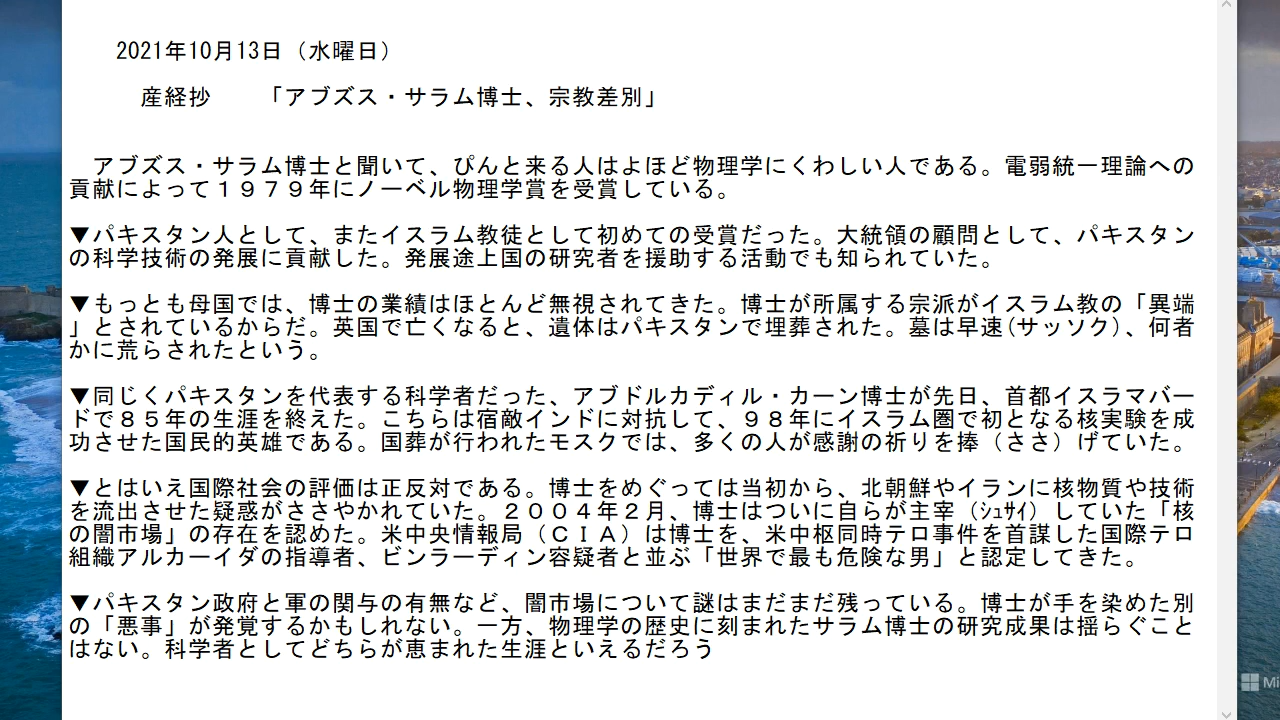 2021年10月13日（水曜日）
産経抄　　「アブズス・サラム博士、宗教差別」
アブズス・サラム博士と聞いて、ぴんと来る人はよほど物理学にくわしい人である。電弱統一理論への
貢献によって１９７９年にノーベル物理学賞を受賞している。
▼パキスタン人として、またイスラム教徒として初めての受賞だった。大統領の顧問として、パキスタン
の科学技術の発展に貢献した。発展途上国の研究者を援助する活動でも知られていた。
▼もっとも母国では、博士の業績はほとんど無視されてきた。博士が所属する宗派がイスラム教の「異端
」とされているからだ。英国で亡くなると、遺体はパキスタンで埋葬された。墓は早速(サッソク)、何者
かに荒らされたという。
▼同じくパキスタンを代表する科学者だった、アブドルカディル・カーン博士が先日、首都イスラマバー
ドで８５年の生涯を終えた。こちらは宿敵インドに対抗して、９８年にイスラム圏で初となる核実験を成
功させた国民的英雄である。国葬が行われたモスクでは、多くの人が感謝の祈りを捧（ささ）げていた。
▼とはいえ国際社会の評価は正反対である。博士をめぐっては当初から、北朝鮮やイランに核物質や技術
を流出させた疑惑がささやかれていた。２００４年２月、博士はついに自らが主宰（ｼｭｻｲ）していた「核
の闇市場」の存在を認めた。米中央情報局（ＣＩＡ）は博士を、米中枢同時テロ事件を首謀した国際テロ
組織アルカーイダの指導者、ビンラーディン容疑者と並ぶ「世界で最も危険な男」と認定してきた。
▼パキスタン政府と軍の関与の有無など、闇市場について謎はまだまだ残っている。博士が手を染めた別
の「悪事」が発覚するかもしれない。一方、物理学の歴史に刻まれたサラム博士の研究成果は揺らぐこと
はない。科学者としてどちらが恵まれた生涯といえるだろう
Mi